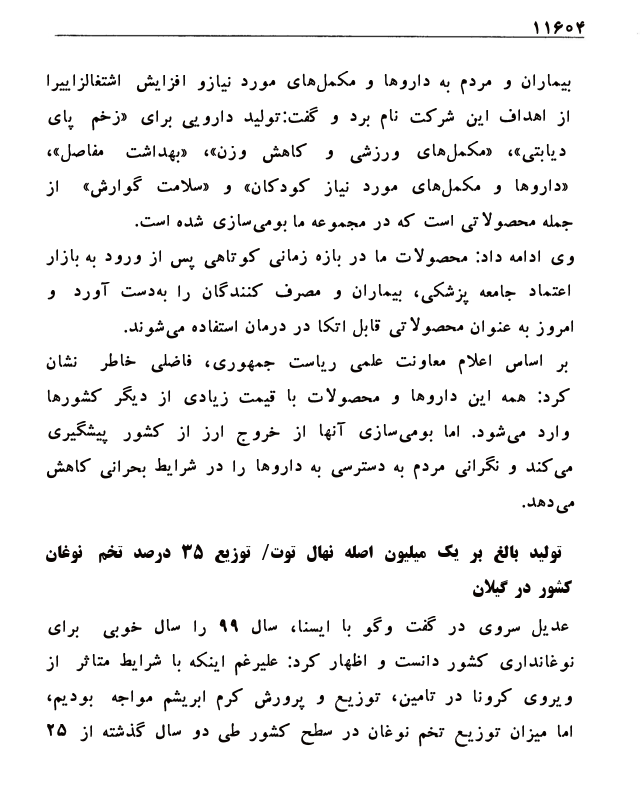 ۱۱۶۰۴
بیماران و مردم به داروها و مکمل‌های مورد نیازو افزایش اشتغالزاییرا
از اهداف این شرکت نام برد و گفت:تولید دارویی برای «زخم پای
دیابتی»، «مکمل‌های ورزشی و کاهش وزن»، «بهداشت مفاصل»،
«داروها و مکمل‌های مورد نیاز کودکان» و «سلامت گوارش» از
جمله محصولاتی است که در مجموعه ما بومی‌سازی شده است.
وی ادامه داد: محصولات ما در بازه زمانی کوتاهی پس از ورود به بازار
اعتماد جامعه پزشکی، بیماران و مصرف کنندگان را به‌دست آورد و
امروز به عنوان محصولاتی قابل اتکا در درمان استفاده می‌شوند.
بر اساس اعلام معاونت علمی ریاست جمهوری، فاضلی خاطر نشان
کرد: همه این داروها و محصولات با قیمت زیادی از دیگر کشورها
وارد می‌شود. اما بومی‌سازی آنها از خروج ارز از کشور پیشگیری
می‌کند و نگرانی مردم به دسترسی به داروها را در شرایط بحرانی کاهش
می‌دهد.
تولید بالغ بر یک میلیون اصله نهال توت/ توزیع ۳۵ درصد تخم نوغان
کشور در گیلان
عدیل سروی در گفت وگو با ایسنا، سال ۹۹ را سال خوبی برای
نوغانداری کشور دانست و اظهار کرد: علیرغم اینکه با شرایط متاثر از
ویروی کرونا در تامین، توزیع و پرورش کرم ابریشم مواجه بودیم،
اما میزان توزیع تخم نوغان در سطح کشور طی دو سال گذشته از ۲۵